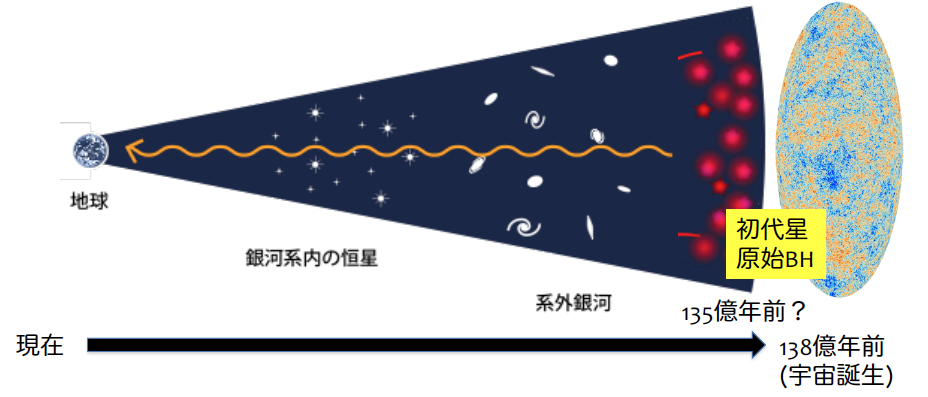 地球
銀河系内の恒星
系外銀河
初代星
原始BH
135億年前？
現在
138億年前
(宇宙誕生)